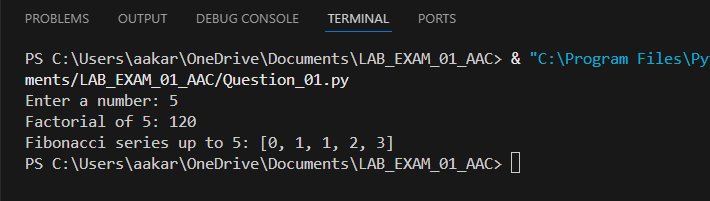 PROBLEMS OUTPUT DEBUG CONSOLE TERMINAL PORTS
PS C:\Users\aakar\OneDrive\Documents\LAB_EXAM_01_AAC> & "C:\Program Files\Py
ments/LAB_EXAM_01_AAC/Question_01.py
Enter a number: 5
Factorial of 5: 120
Fibonacci series up to 5: [0, 1, 1, 2, 3]
PS C:\Users\aakar\OneDrive\Documents\LAB_EXAM_01_AAC>